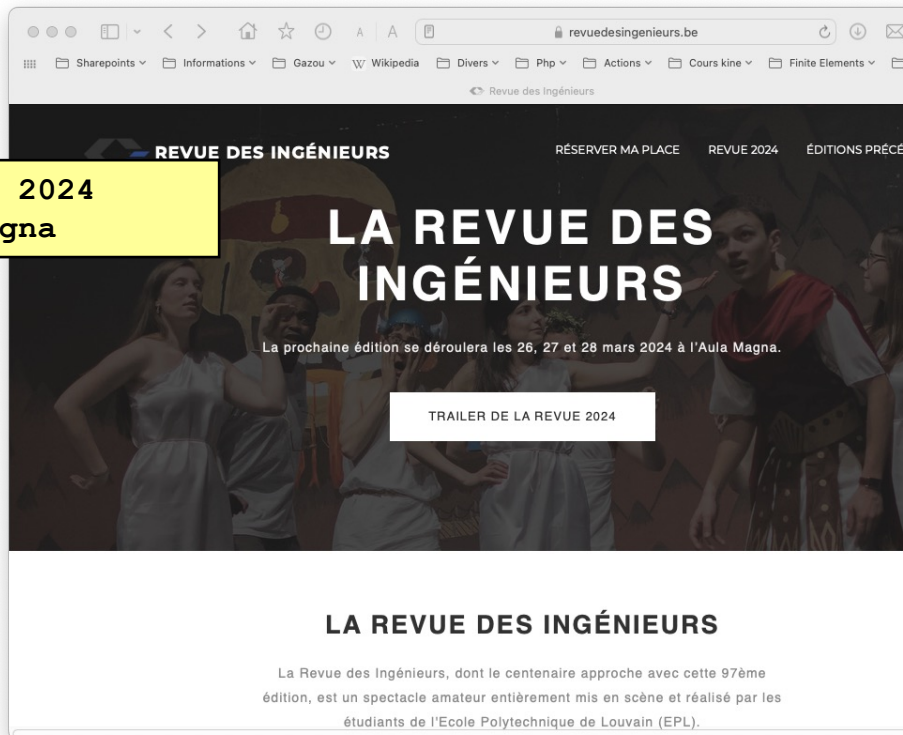 A A
revuedesingenieurs.be
Sharepoints
Informations
Gazou
W Wikipedia
Divers
Php
Actions
Cours kine
Finite Elements
Revue des Ingénieurs
REVUE DES INGÉNIEURS
RÉSERVER MA PLACE
REVUE 2024
ÉDITIONS PRÉCÉ
2024
gna
LA REVUE DES
INGÉNIEURS
La prochaine édition se déroulera les 26, 27 et 28 mars 2024 à l'Aula Magna.
TRAILER DE LA REVUE 2024
LA REVUE DES INGÉNIEURS
La Revue des Ingénieurs, dont le centenaire approche avec cette 97ème
édition, est un spectacle amateur entièrement mis en scène et réalisé par les
étudiants de l'Ecole Polytechnique de Louvain (EPL).